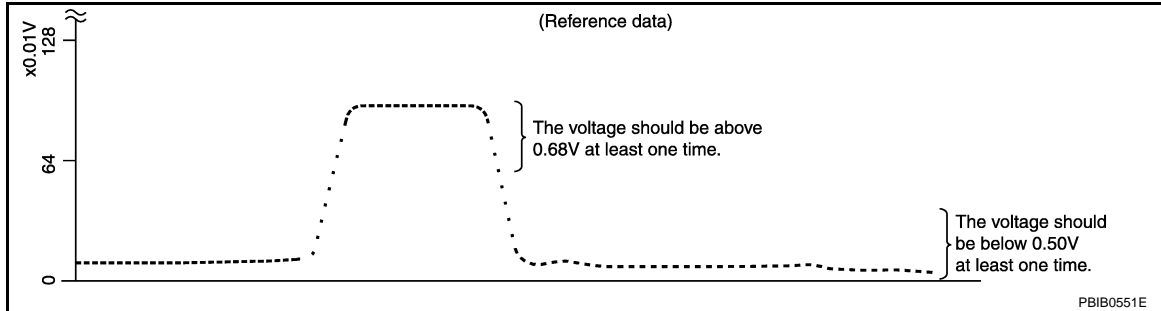 (Reference data)
x0.01V
128
64
0
The voltage should be above
0.68V at least one time.
The voltage should
be below 0.50V
at least one time.
PBIB0551E